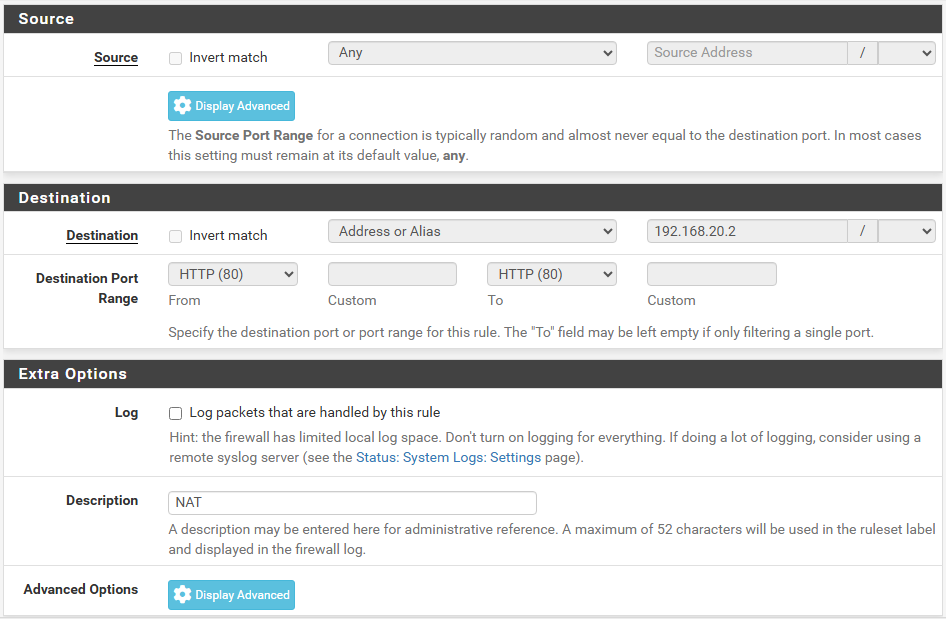 Source
Source Invert match Any Source Address /
Display Advanced
The Source Port Range for a connection is typically random and almost never equal to the destination port. In most cases
this setting must remain at its default value, any.
Destination
Destination Invert match Address or Alias 192.168.20.2 /
Destination Port Range HTTP (80) HTTP (80)
From Custom To Custom
Specify the destination port or port range for this rule. The "To" field may be left empty if only filtering a single port.
Extra Options
Log Log packets that are handled by this rule
Hint: the firewall has limited local log space. Don't turn on logging for everything. If doing a lot of logging, consider using a
remote syslog server (see the Status: System Logs: Settings page).
Description NAT
A description may be entered here for administrative reference. A maximum of 52 characters will be used in the ruleset label
and displayed in the firewall log.
Advanced Options Display Advanced